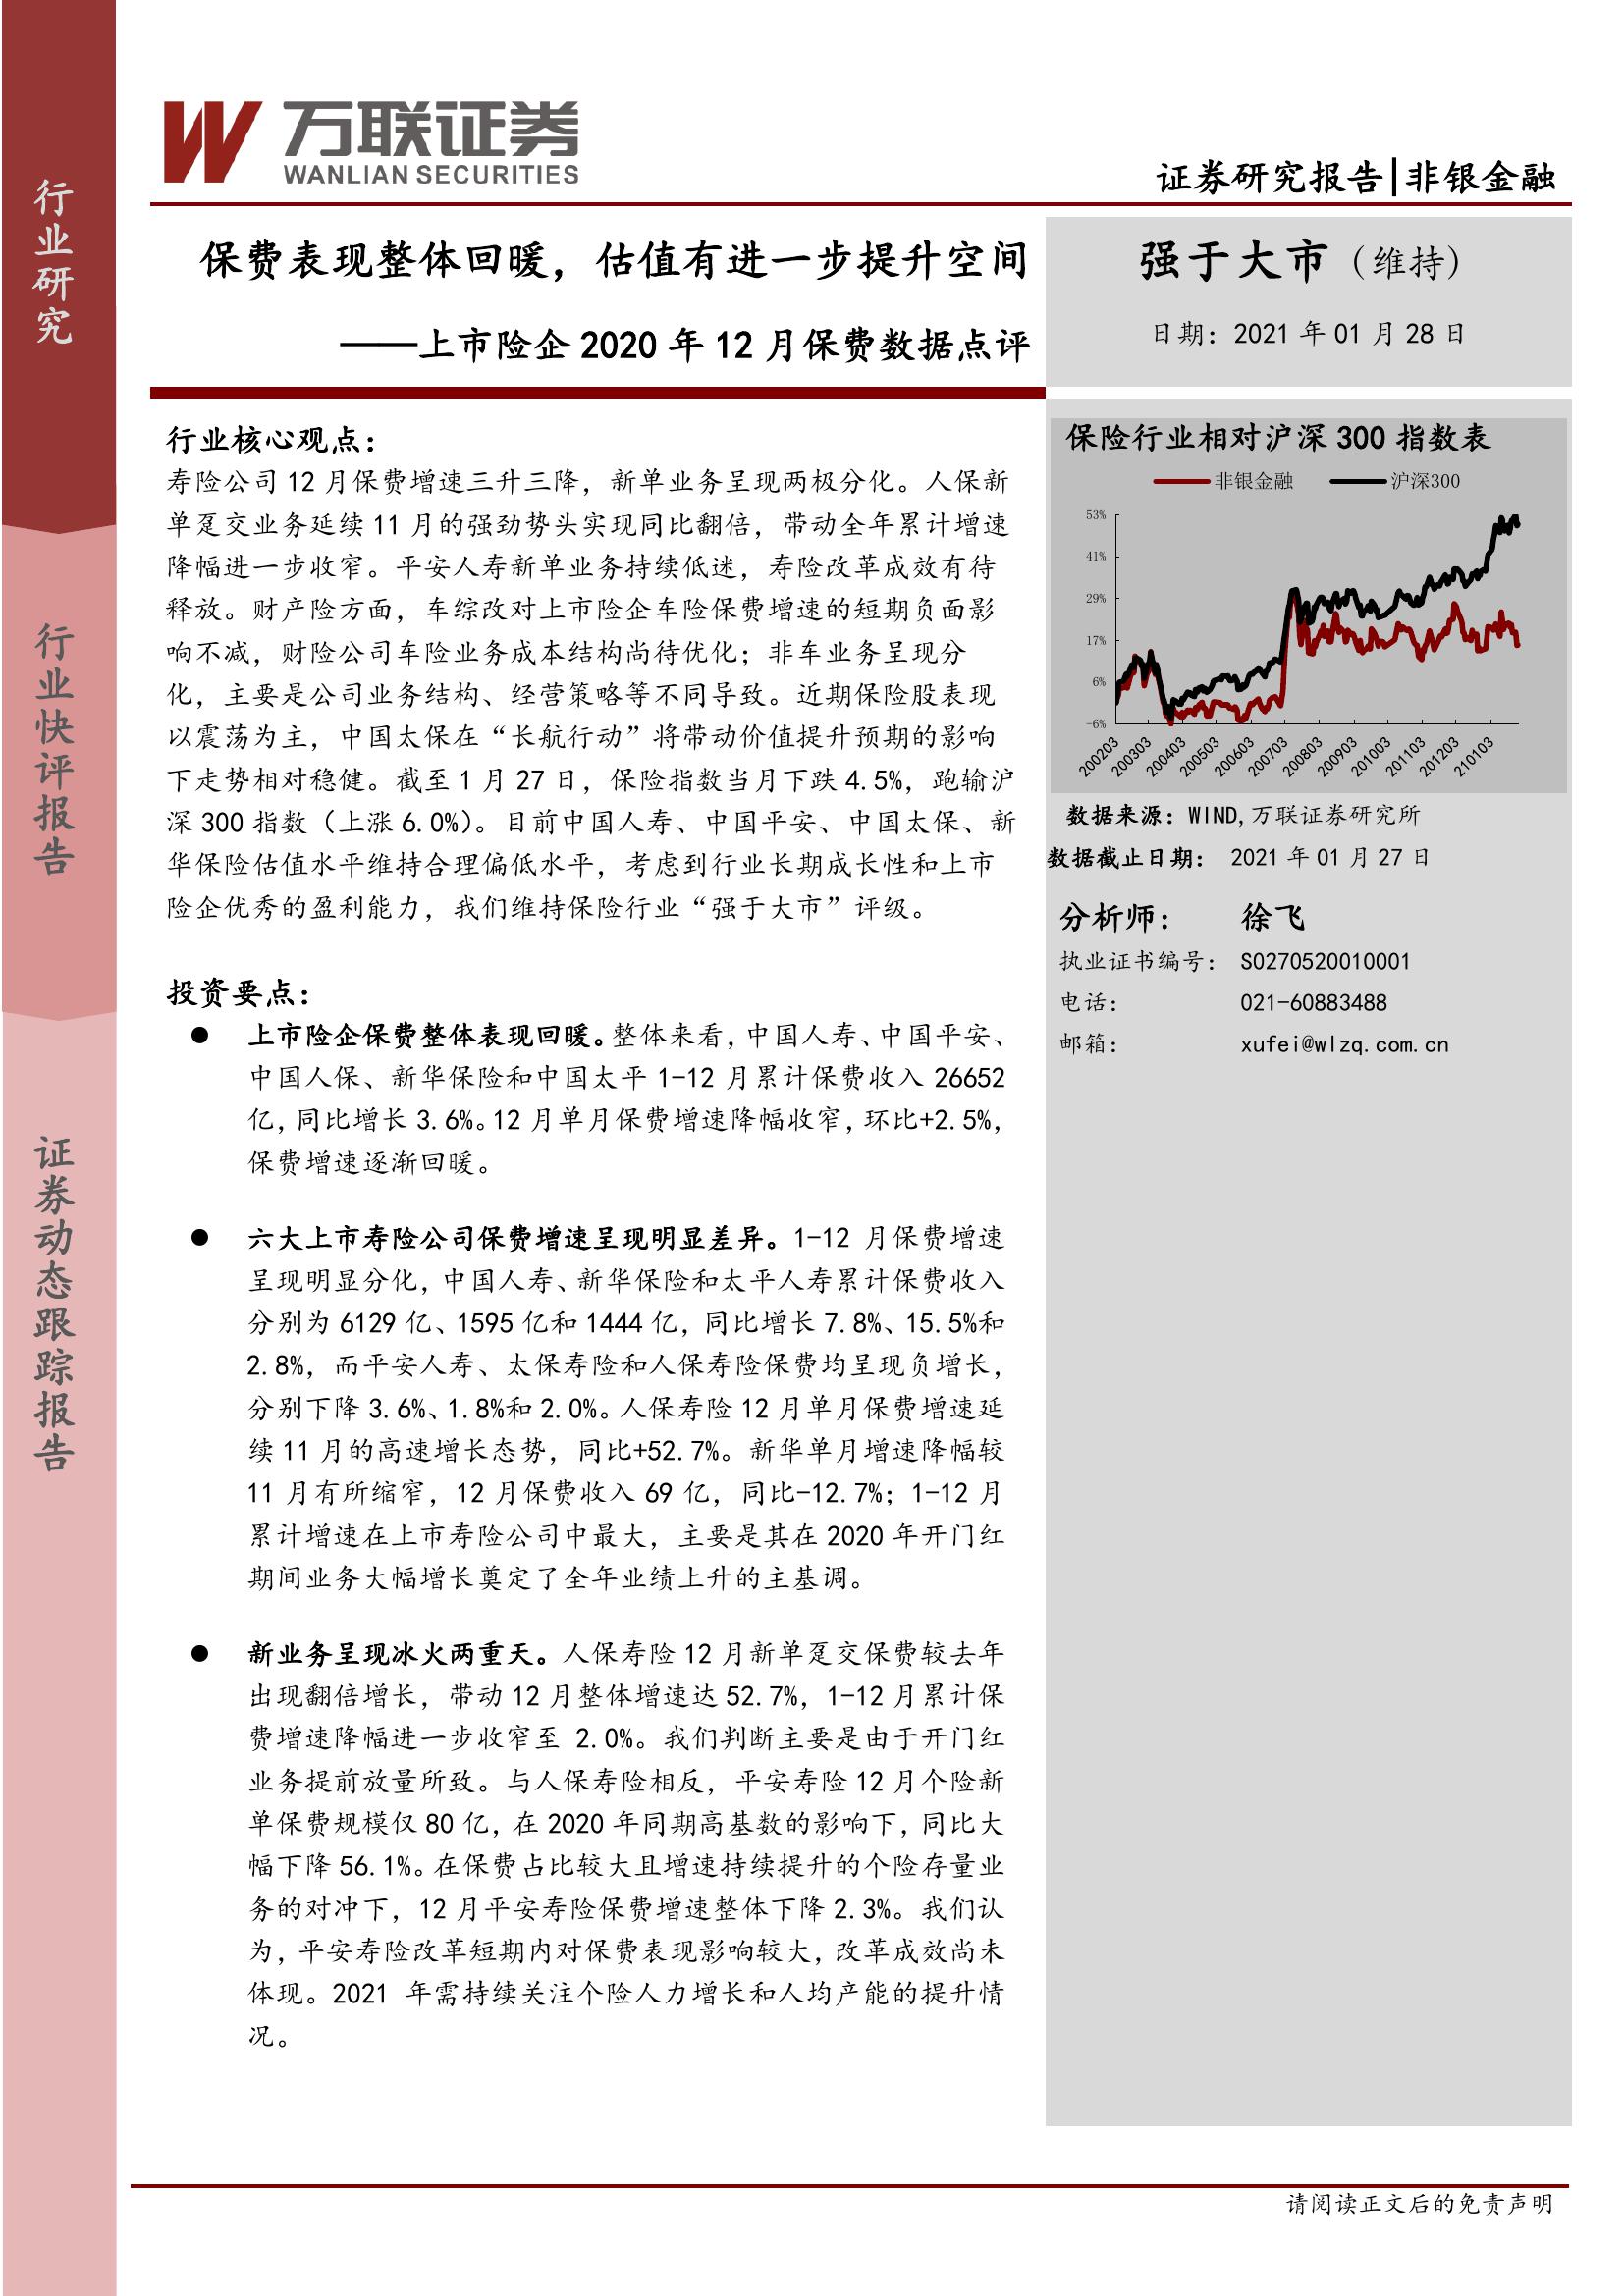 行业研究
行业快评报告
证券动态跟踪报告
万联证券
WANLIAN SECURITIES
证券研究报告|非银金融
保费表现整体回暖，估值有进一步提升空间
——上市险企 2020 年 12 月保费数据点评
强于大市（维持）
日期：2021 年 01 月 28 日
行业核心观点：
寿险公司 12 月保费增速三升三降，新单业务呈现两极分化。人保新
单趸交业务延续 11 月的强劲势头实现同比翻倍，带动全年累计增速
降幅进一步收窄。平安人寿新单业务持续低迷，寿险改革成效有待
释放。财产险方面，车综改对上市险企车险保费增速的短期负面影
响不减，财险公司车险业务成本结构尚待优化；非车业务呈现分
化，主要是公司业务结构、经营策略等不同导致。近期保险股表现
以震荡为主，中国太保在“长航行动”将带动价值提升预期的影响
下走势相对稳健。截至 1 月 27 日，保险指数当月下跌 4.5%，跑输沪
深 300 指数（上涨 6.0%）。目前中国人寿、中国平安、中国太保、新
华保险估值水平维持合理偏低水平，考虑到行业长期成长性和上市
险企优秀的盈利能力，我们维持保险行业“强于大市”评级。
投资要点：
● 上市险企保费整体表现回暖。整体来看，中国人寿、中国平安、
中国人保、新华保险和中国太平 1-12 月累计保费收入 26652
亿，同比增长 3.6%。12 月单月保费增速降幅收窄，环比+2.5%，
保费增速逐渐回暖。
● 六大上市寿险公司保费增速呈现明显差异。1-12 月保费增速
呈现明显分化，中国人寿、新华保险和太平人寿累计保费收入
分别为 6129 亿、1595 亿和 1444 亿，同比增长 7.8%、15.5%和
2.8%，而平安人寿、太保寿险和人保寿险保费均呈现负增长，
分别下降 3.6%、1.8%和 2.0%。人保寿险 12 月单月保费增速延
续 11 月的高速增长态势，同比+52.7%。新华单月增速降幅较
11 月有所缩窄，12 月保费收入 69 亿，同比-12.7%；1-12 月
累计增速在上市寿险公司中最大，主要是其在 2020 年开门红
期间业务大幅增长奠定了全年业绩上升的主基调。
● 新业务呈现冰火两重天。人保寿险 12 月新单趸交保费较去年
出现翻倍增长，带动 12 月整体增速达 52.7%，1-12 月累计保
费增速降幅进一步收窄至 2.0%。我们判断主要是由于开门红
业务提前放量所致。与人保寿险相反，平安寿险 12 月个险新
单保费规模仅 80 亿，在 2020 年同期高基数的影响下，同比大
幅下降 56.1%。在保费占比较大且增速持续提升的个险存量业
务的对冲下，12 月平安寿险保费增速整体下降 2.3%。我们认
为，平安寿险改革短期内对保费表现影响较大，改革成效尚未
体现。2021 年需持续关注个险人力增长和人均产能的提升情
况。
保险行业相对沪深 300 指数表
非银金融 沪深300
53%
41%
29%
17%
6%
-6%
200203 200303 200403 200503 200603 200703 200803 200903 201003 201103 201203 210103
数据来源：WIND,万联证券研究所
数据截止日期： 2021 年 01 月 27 日
分析师： 徐飞
执业证书编号： S0270520010001
电话： 021-60883488
邮箱： xufei@wlzq.com.cn
请阅读正文后的免责声明